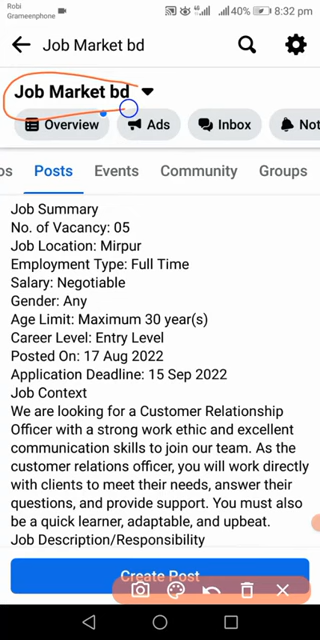 Robi
Grameenphone
40%
8:32 pm
Job Market bd
Job Market bd
Overview
Ads
Inbox
Not
os
Posts
Events
Community
Groups
Job Summary
No. of Vacancy: 05
Job Location: Mirpur
Employment Type: Full Time
Salary: Negotiable
Gender: Any
Age Limit: Maximum 30 year(s)
Career Level: Entry Level
Posted On: 17 Aug 2022
Application Deadline: 15 Sep 2022
Job Context
We are looking for a Customer Relationship
Officer with a strong work ethic and excellent
communication skills to join our team. As the
customer relations officer, you will work directly
with clients to meet their needs, answer their
questions, and provide support. You must also
be a quick learner, adaptable, and upbeat.
Job Description/Responsibility
Create Post